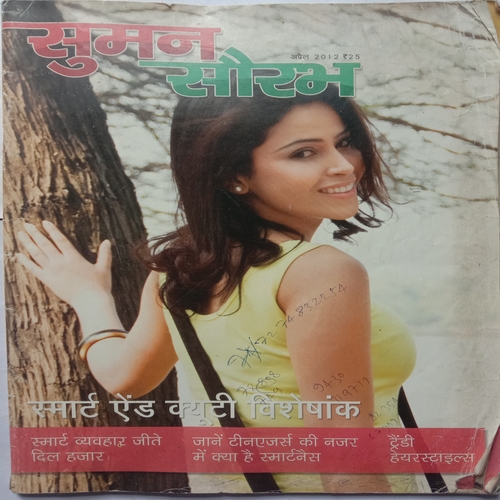 सुमन
सौरभ
अप्रैल 2012 ₹25
स्मार्ट ऐंड क्यूटी विशेषांक
स्मार्ट व्यवहार जीते
दिल हजार
जानें टीनएजर्स की नजर
में क्या है स्मार्टनैस
ट्रैंडी
हेयरस्टाइल्स